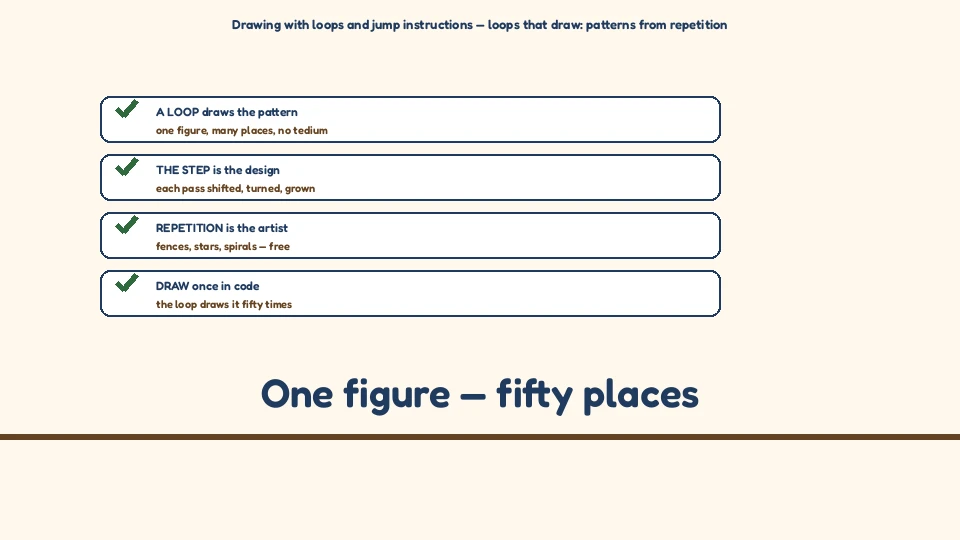 Drawing with loops and jump instructions — loops that draw: patterns from repetition
A LOOP draws the pattern
one figure, many places, no tedium
THE STEP is the design
each pass shifted, turned, grown
REPETITION is the artist
fences, stars, spirals — free
DRAW once in code
the loop draws it fifty times
One figure — fifty places